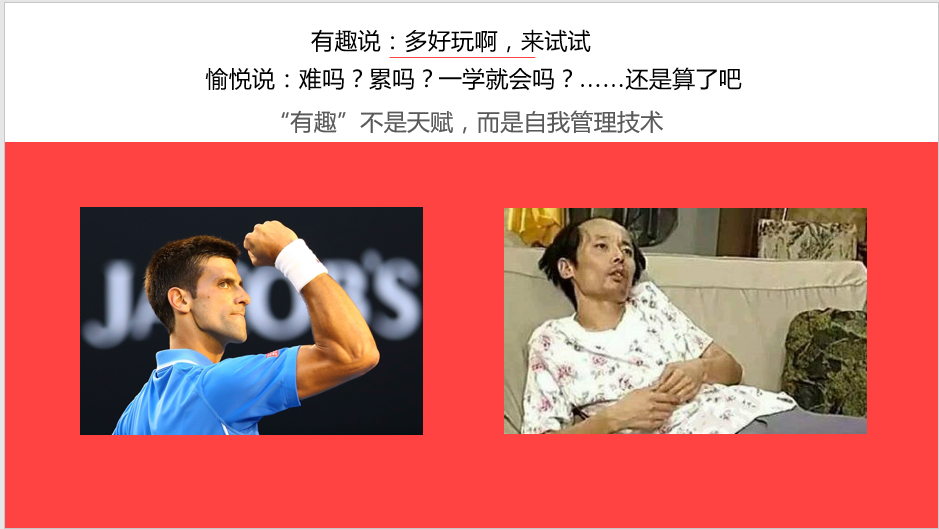 有趣说：多好玩啊，来试试
愉悦说：难吗？累吗？一学就会吗？……还是算了吧
“有趣”不是天赋，而是自我管理技术
JACOB'S